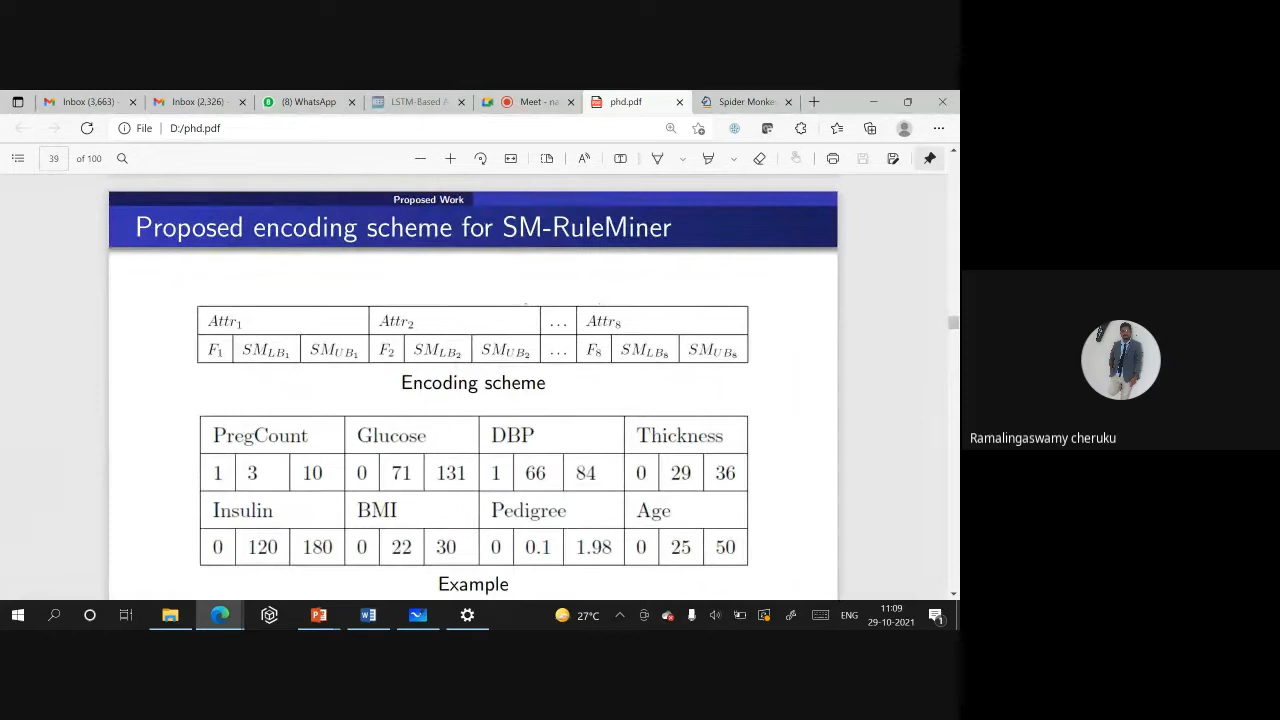 Inbox (3,663)
Inbox (2,326)
(8) WhatsApp
LSTM-Based A
Meet - na
phd.pdf
Spider Monke
File D:/phd.pdf
39 of 100
Proposed Work
Proposed encoding scheme for SM-RuleMiner
Attr1 Attr2 ... Attr8
F1 SMLB1 SMUB1 F2 SMLB2 SMUB2 ... F8 SMLB8 SMUB8
Encoding scheme
PregCount Glucose DBP Thickness
1 3 10 0 71 131 1 66 84 0 29 36
Insulin BMI Pedigree Age
0 120 180 0 22 30 0 0.1 1.98 0 25 50
Example
Ramalingaswamy cheruku
27°C
ENG
11:09
29-10-2021